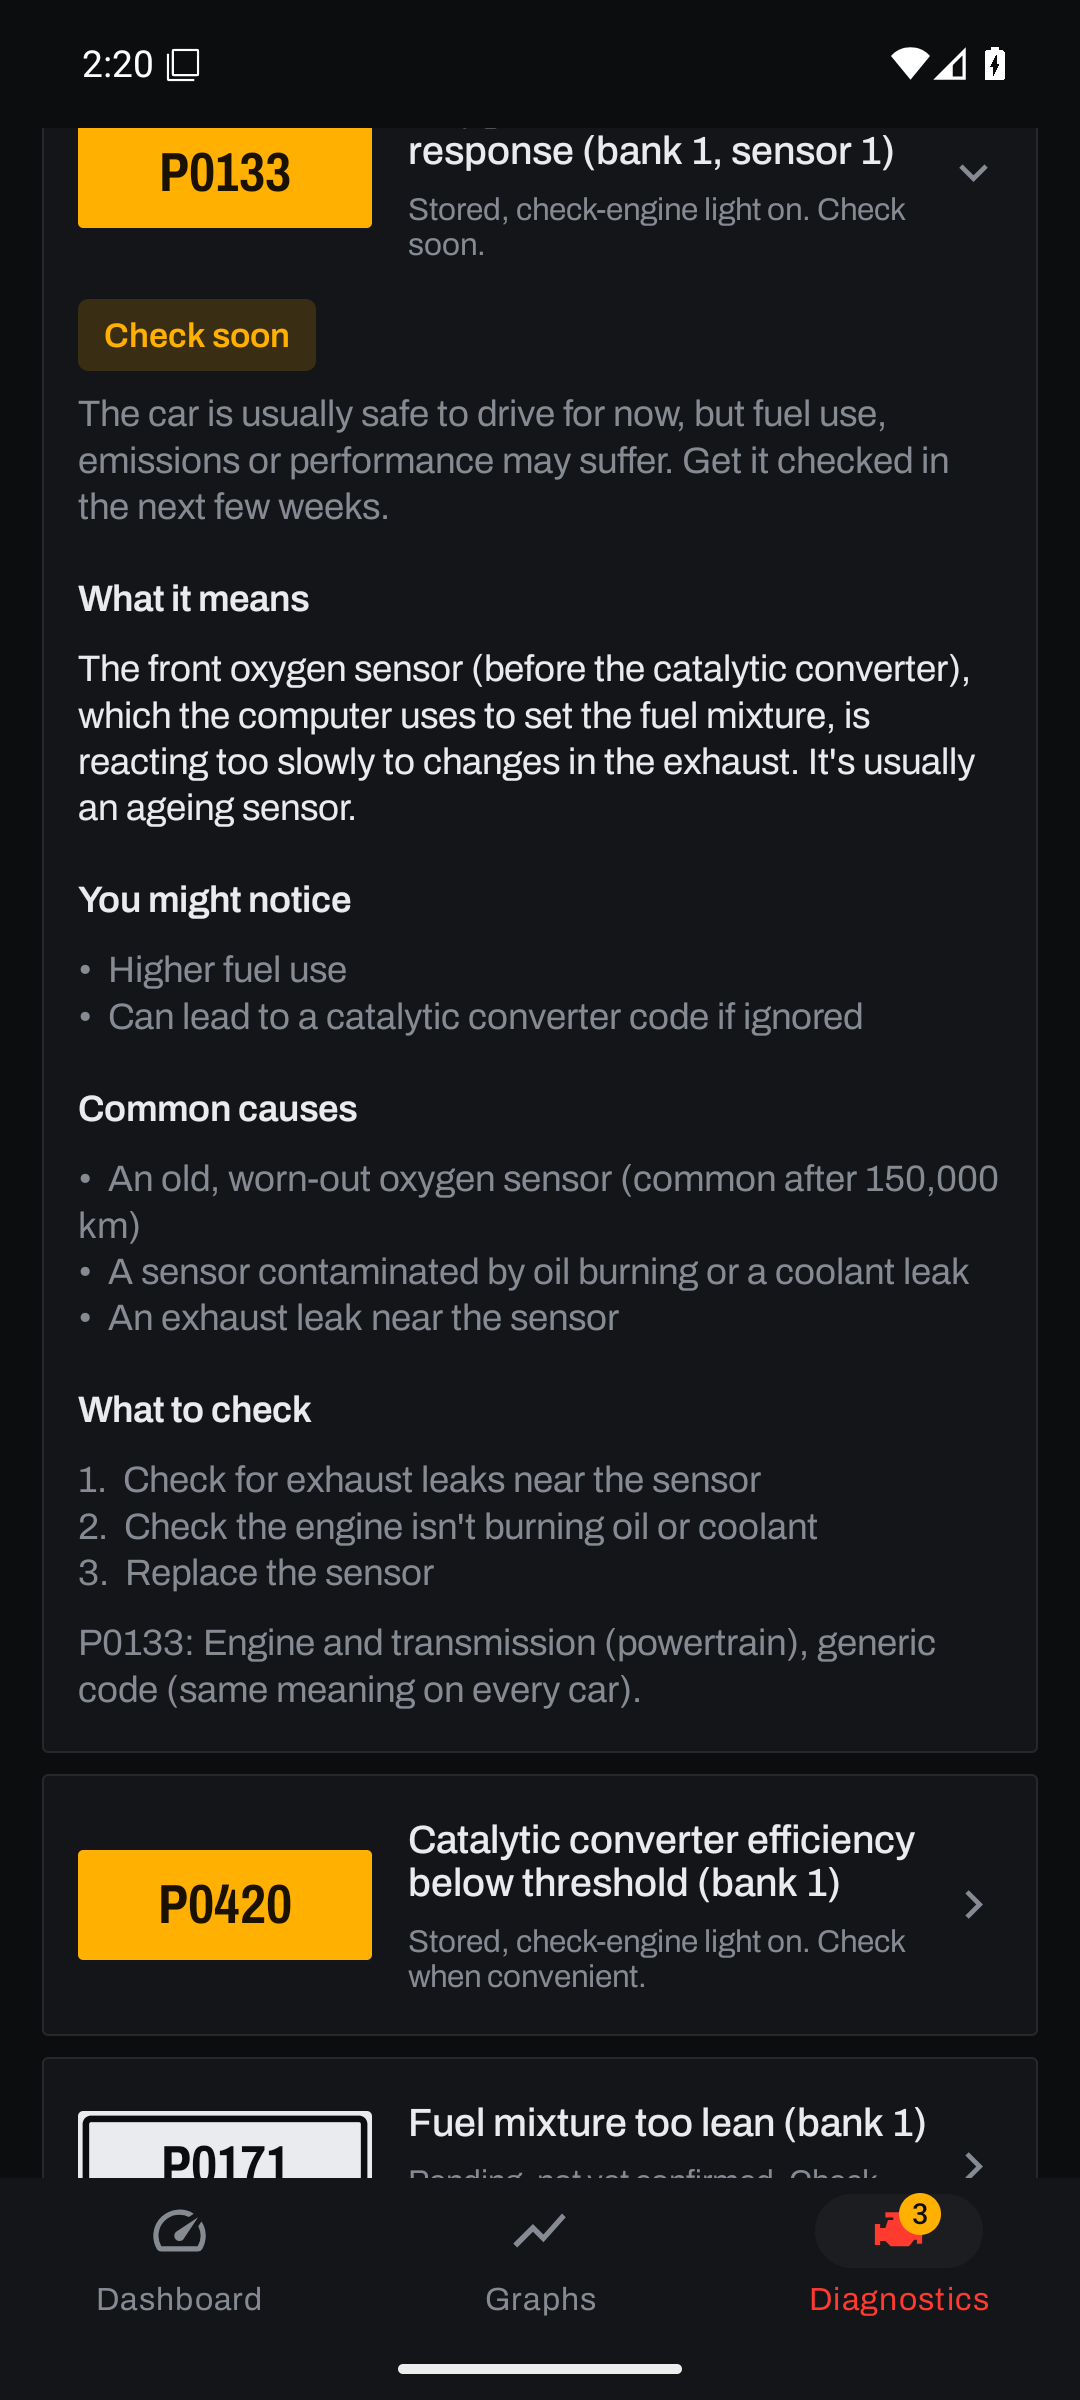 2:20
P0133
response (bank 1, sensor 1)
Stored, check-engine light on. Check
soon.
Check soon
The car is usually safe to drive for now, but fuel use,
emissions or performance may suffer. Get it checked in
the next few weeks.
What it means
The front oxygen sensor (before the catalytic converter),
which the computer uses to set the fuel mixture, is
reacting too slowly to changes in the exhaust. It's usually
an ageing sensor.
You might notice
• Higher fuel use
• Can lead to a catalytic converter code if ignored
Common causes
• An old, worn-out oxygen sensor (common after 150,000
km)
• A sensor contaminated by oil burning or a coolant leak
• An exhaust leak near the sensor
What to check
1. Check for exhaust leaks near the sensor
2. Check the engine isn't burning oil or coolant
3. Replace the sensor
P0133: Engine and transmission (powertrain), generic
code (same meaning on every car).
P0420
Catalytic converter efficiency
below threshold (bank 1)
Stored, check-engine light on. Check
when convenient.
P0171
Fuel mixture too lean (bank 1)
Pending, not yet confirmed. Check
3
Dashboard
Graphs
Diagnostics